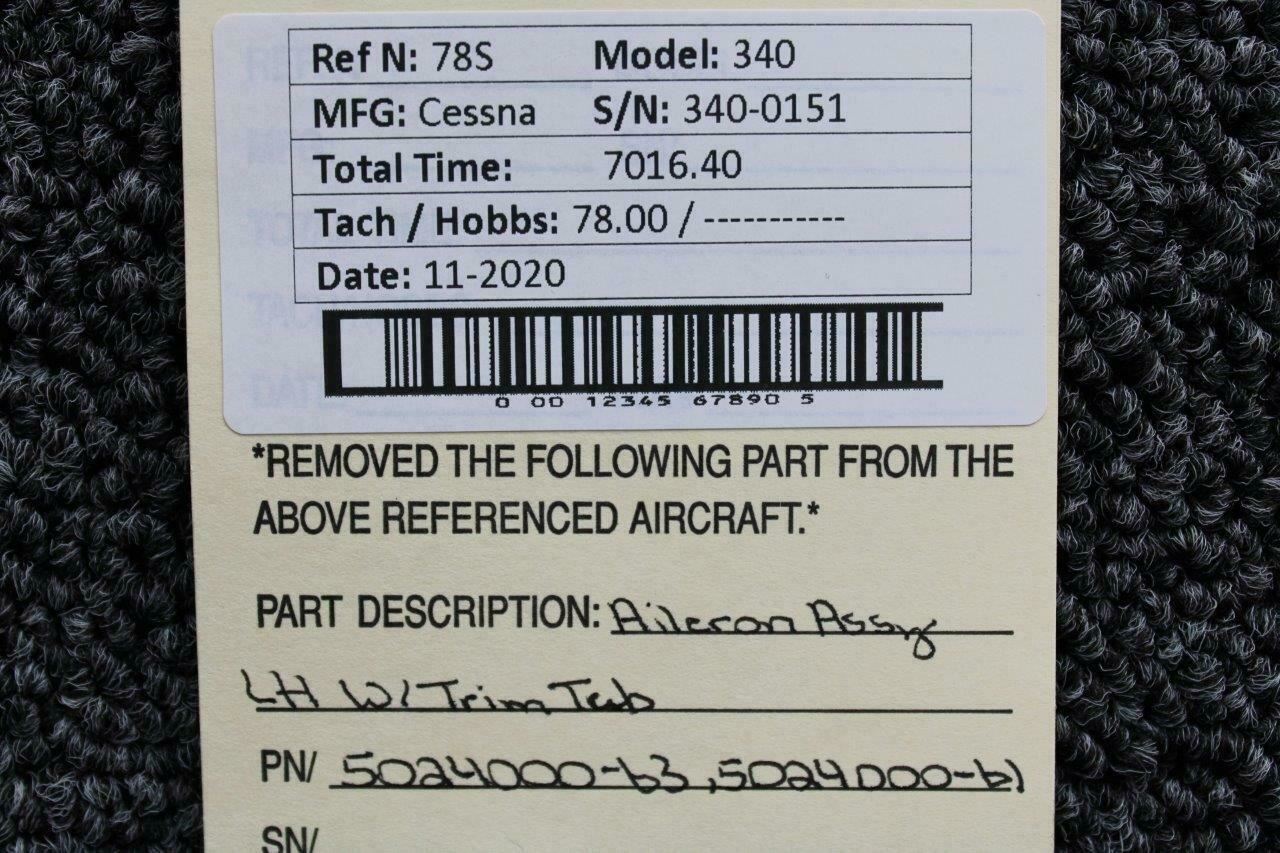 Ref N: 78S Model: 340
MFG: Cessna S/N: 340-0151
Total Time: 7016.40
Tach / Hobbs: 78.00 / -----------
Date: 11-2020
0 00 12345 67890 5
*REMOVED THE FOLLOWING PART FROM THE
ABOVE REFERENCED AIRCRAFT.*
PART DESCRIPTION: Aileron Assy
LH W/ Trim Tab
PN/ 5024000-63, 5024000-61
SN/